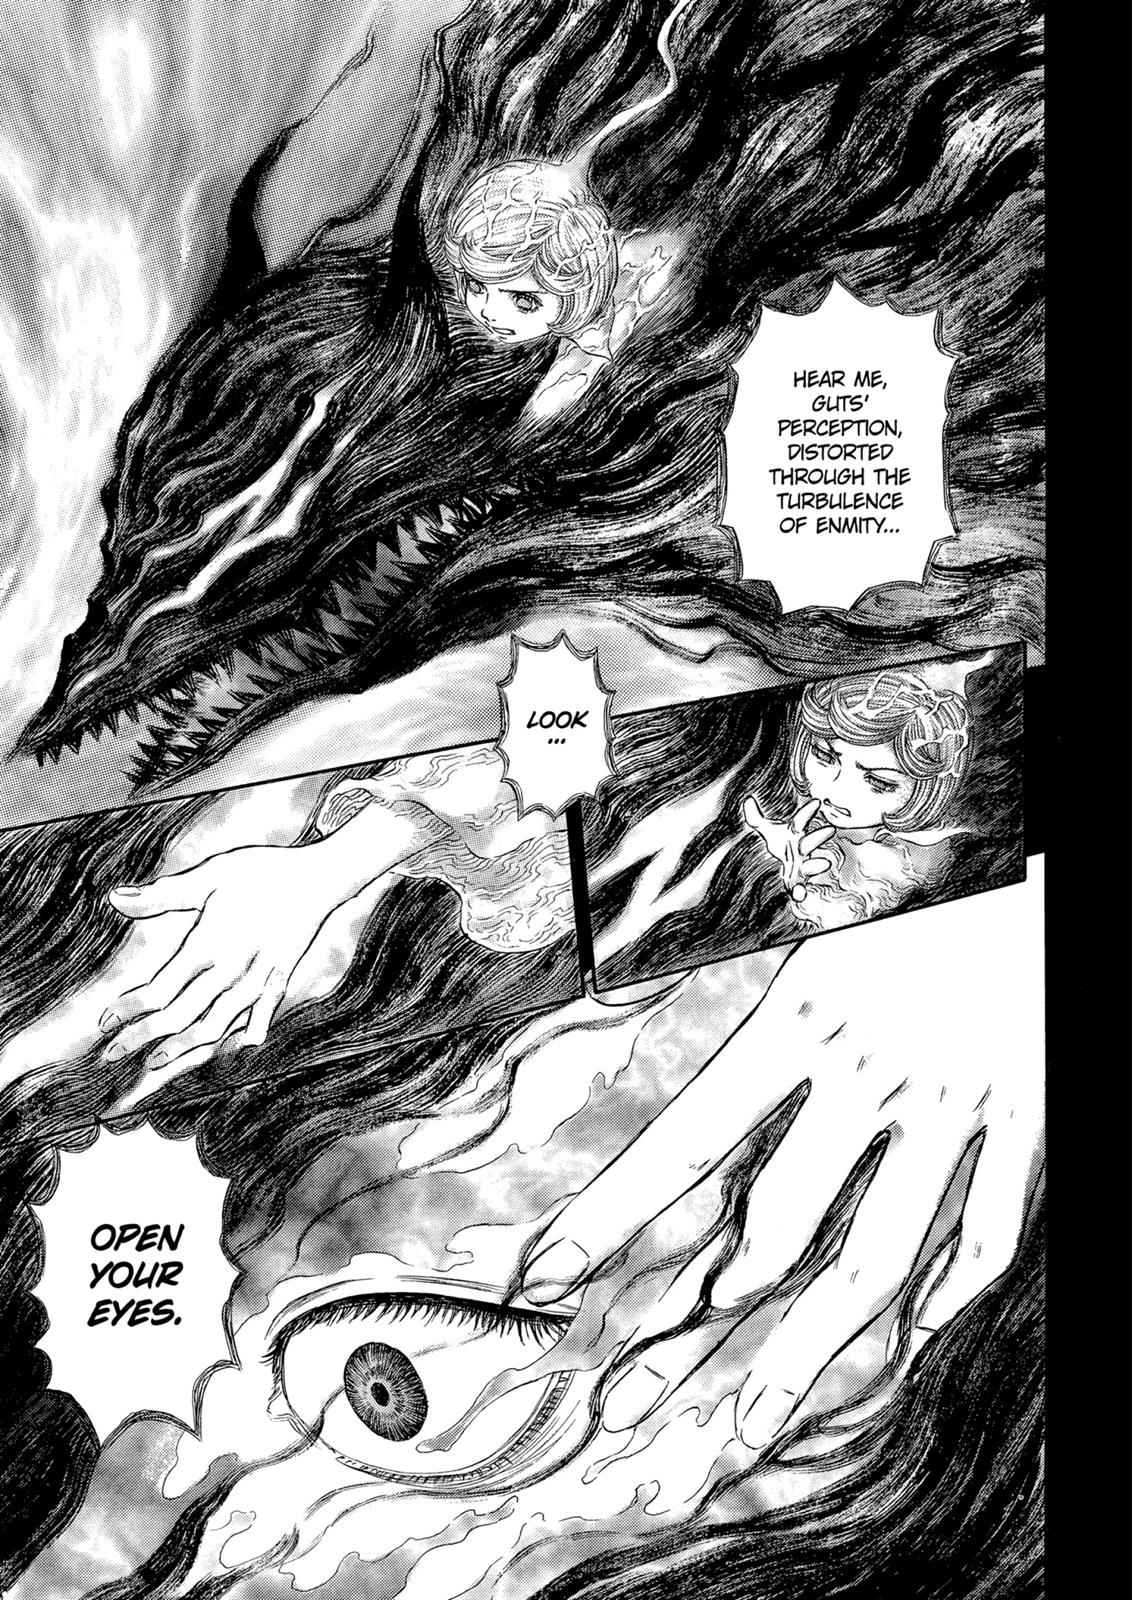 HEAR ME,
GUTS'
PERCEPTION,
DISTORTED
THROUGH THE
TURBULENCE
OF ENMITY...
LOOK
...
OPEN
YOUR
EYES.